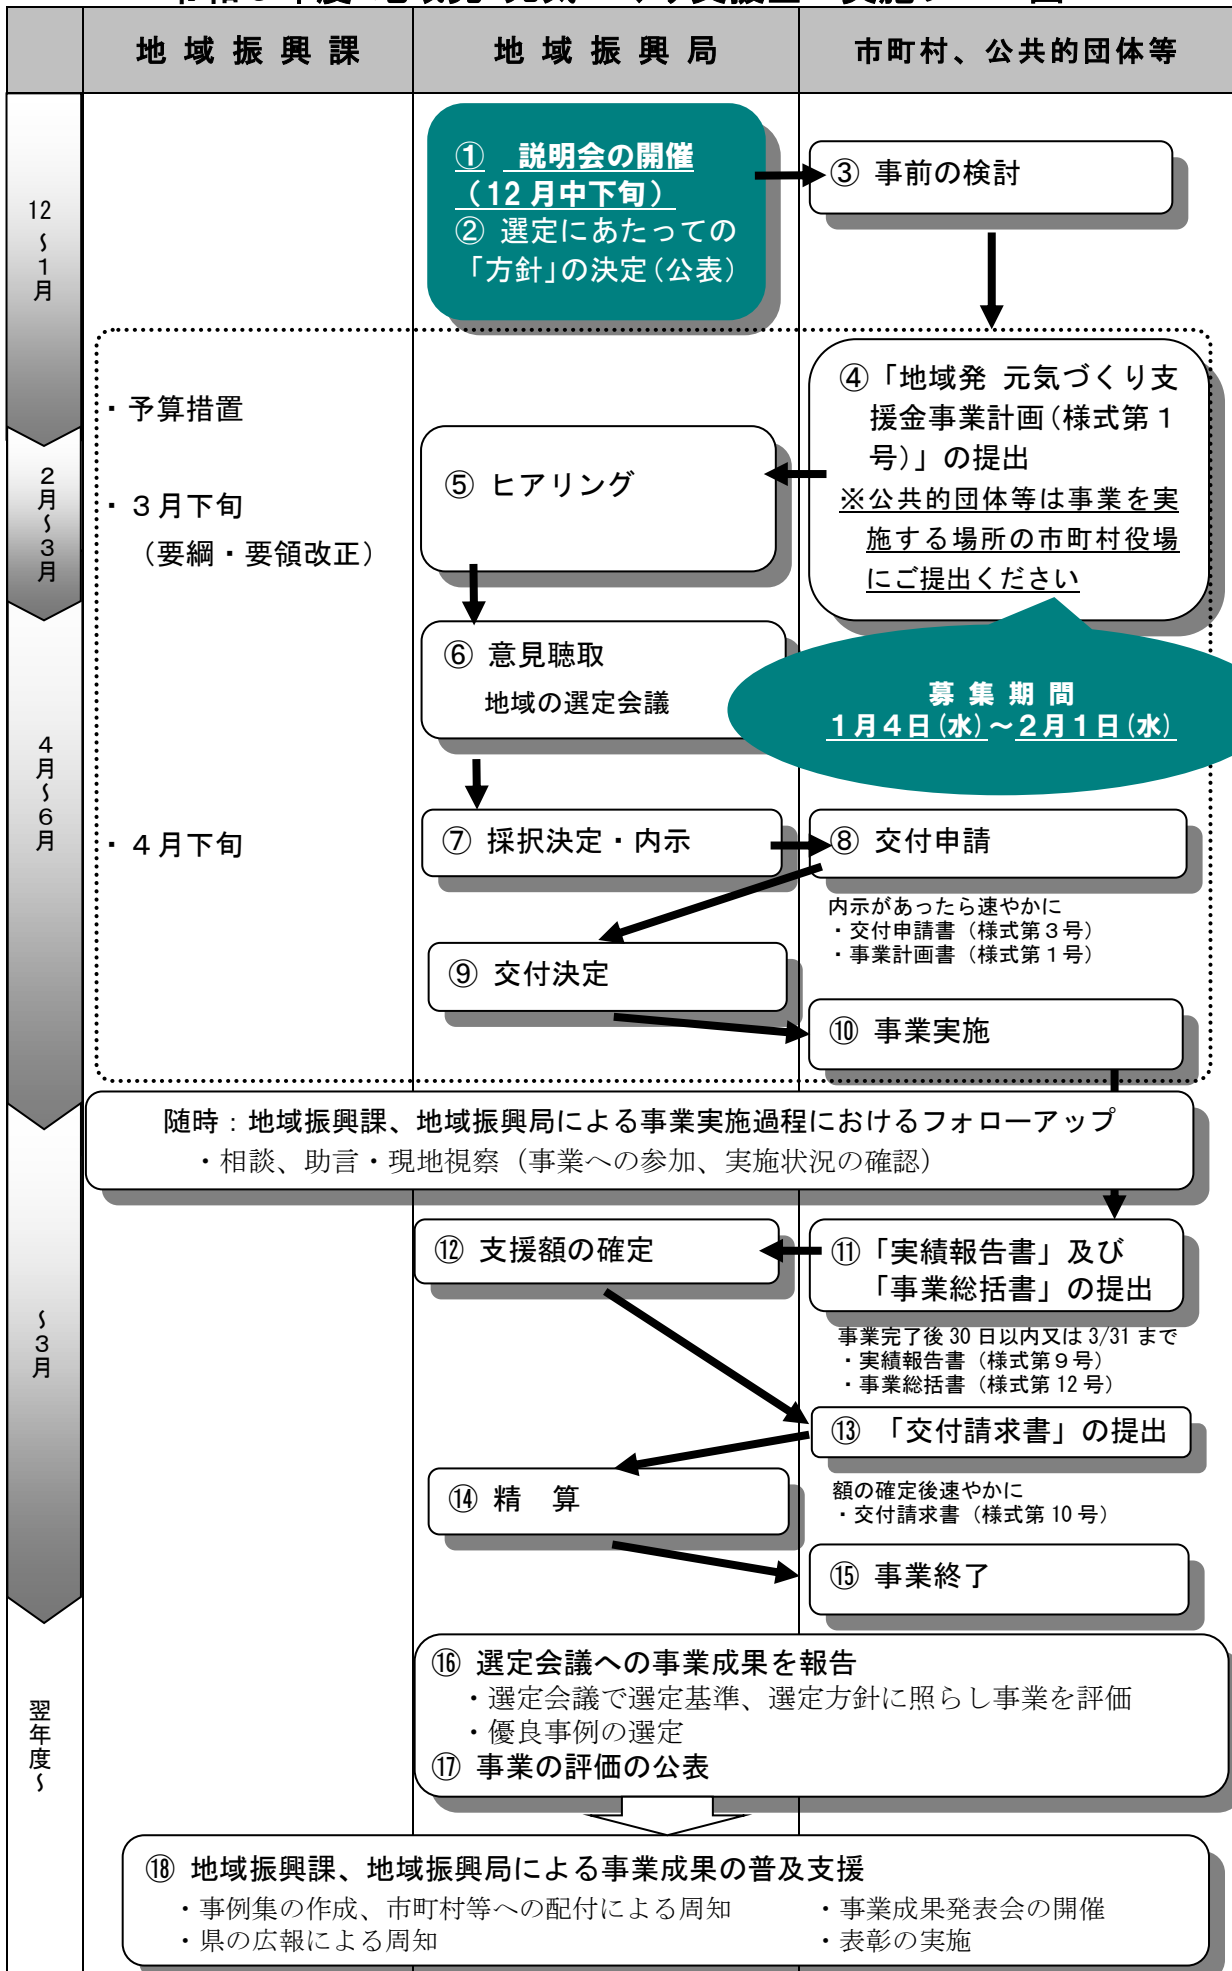 地域振興課
地域振興局
市町村、公共的団体等
12～1月
① 説明会の開催
（12月中下旬）
② 選定にあたっての
「方針」の決定（公表）
③ 事前の検討
・予算措置
④「地域発 元気づくり支
援金事業計画（様式第１
号）」の提出
※公共的団体等は事業を実
施する場所の市町村役場
にご提出ください
２月～３月
・３月下旬
（要綱・要領改正）
⑤ ヒアリング
⑥ 意見聴取
地域の選定会議
募集期間
１月４日（水）～２月１日（水）
４月～６月
・４月下旬
⑦ 採択決定・内示
⑧ 交付申請
内示があったら速やかに
・交付申請書（様式第３号）
・事業計画書（様式第１号）
⑨ 交付決定
⑩ 事業実施
随時：地域振興課、地域振興局による事業実施過程におけるフォローアップ
・相談、助言・現地視察（事業への参加、実施状況の確認）
～３月
⑫ 支援額の確定
⑪「実績報告書」及び
「事業総括書」の提出
事業完了後 30 日以内又は 3/31 まで
・実績報告書（様式第９号）
・事業総括書（様式第 12 号）
⑬ 「交付請求書」の提出
額の確定後速やかに
・交付請求書（様式第 10 号）
⑭ 精　算
⑮ 事業終了
翌年度～
⑯ 選定会議への事業成果を報告
・選定会議で選定基準、選定方針に照らし事業を評価
・優良事例の選定
⑰ 事業の評価の公表
⑱ 地域振興課、地域振興局による事業成果の普及支援
・事例集の作成、市町村等への配付による周知
・事業成果発表会の開催
・県の広報による周知
・表彰の実施